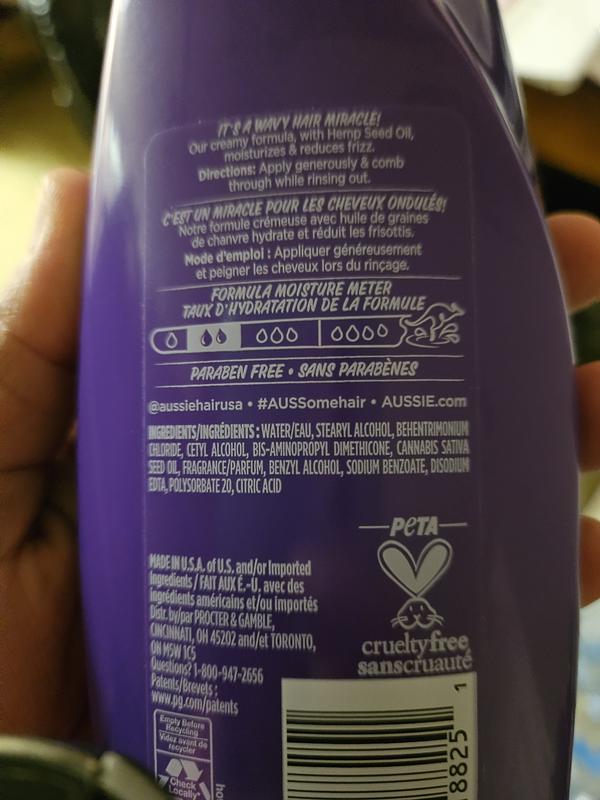 IT'S A WAVY HAIR MIRACLE!
Our creamy formula, with Hemp Seed Oil,
moisturizes & reduces frizz.
Directions: Apply generously & comb
through while rinsing out.
C'EST UN MIRACLE POUR LES CHEVEUX ONDULÉS!
Notre formule crémeuse avec huile de graines
de chanvre hydrate et réduit les frisottis.
Mode d'emploi : Appliquer généreusement
et peigner les cheveux lors du rinçage.
FORMULA MOISTURE METER
TAUX D'HYDRATATION DE LA FORMULE
PARABEN FREE • SANS PARABÈNES
@aussiehairusa • #AUSSomehair • AUSSIE.com
INGREDIENTS/INGRÉDIENTS: WATER/EAU, STEARYL ALCOHOL, BEHENTRIMONIUM
CHLORIDE, CETYL ALCOHOL, BIS-AMINOPROPYL DIMETHICONE, CANNABIS SATIVA
SEED OIL, FRAGRANCE/PARFUM, BENZYL ALCOHOL, SODIUM BENZOATE, DISODIUM
EDTA, POLYSORBATE 20, CITRIC ACID
PETA
crueltyfree
sanscruauté
MADE IN U.S.A. of U.S. and/or Imported
Ingredients / FAIT AUX É.-U. avec des
ingrédients américains et/ou importés
Distr. by/par PROCTER & GAMBLE,
CINCINNATI, OH 45202 and/et TORONTO,
ON M5W 1C5
Questions? 1-800-947-2656
Patents/Brevets :
www.pg.com/patents
Empty Before
Recycling
Videz avant de
recycler
Check
Locally*
8825 1